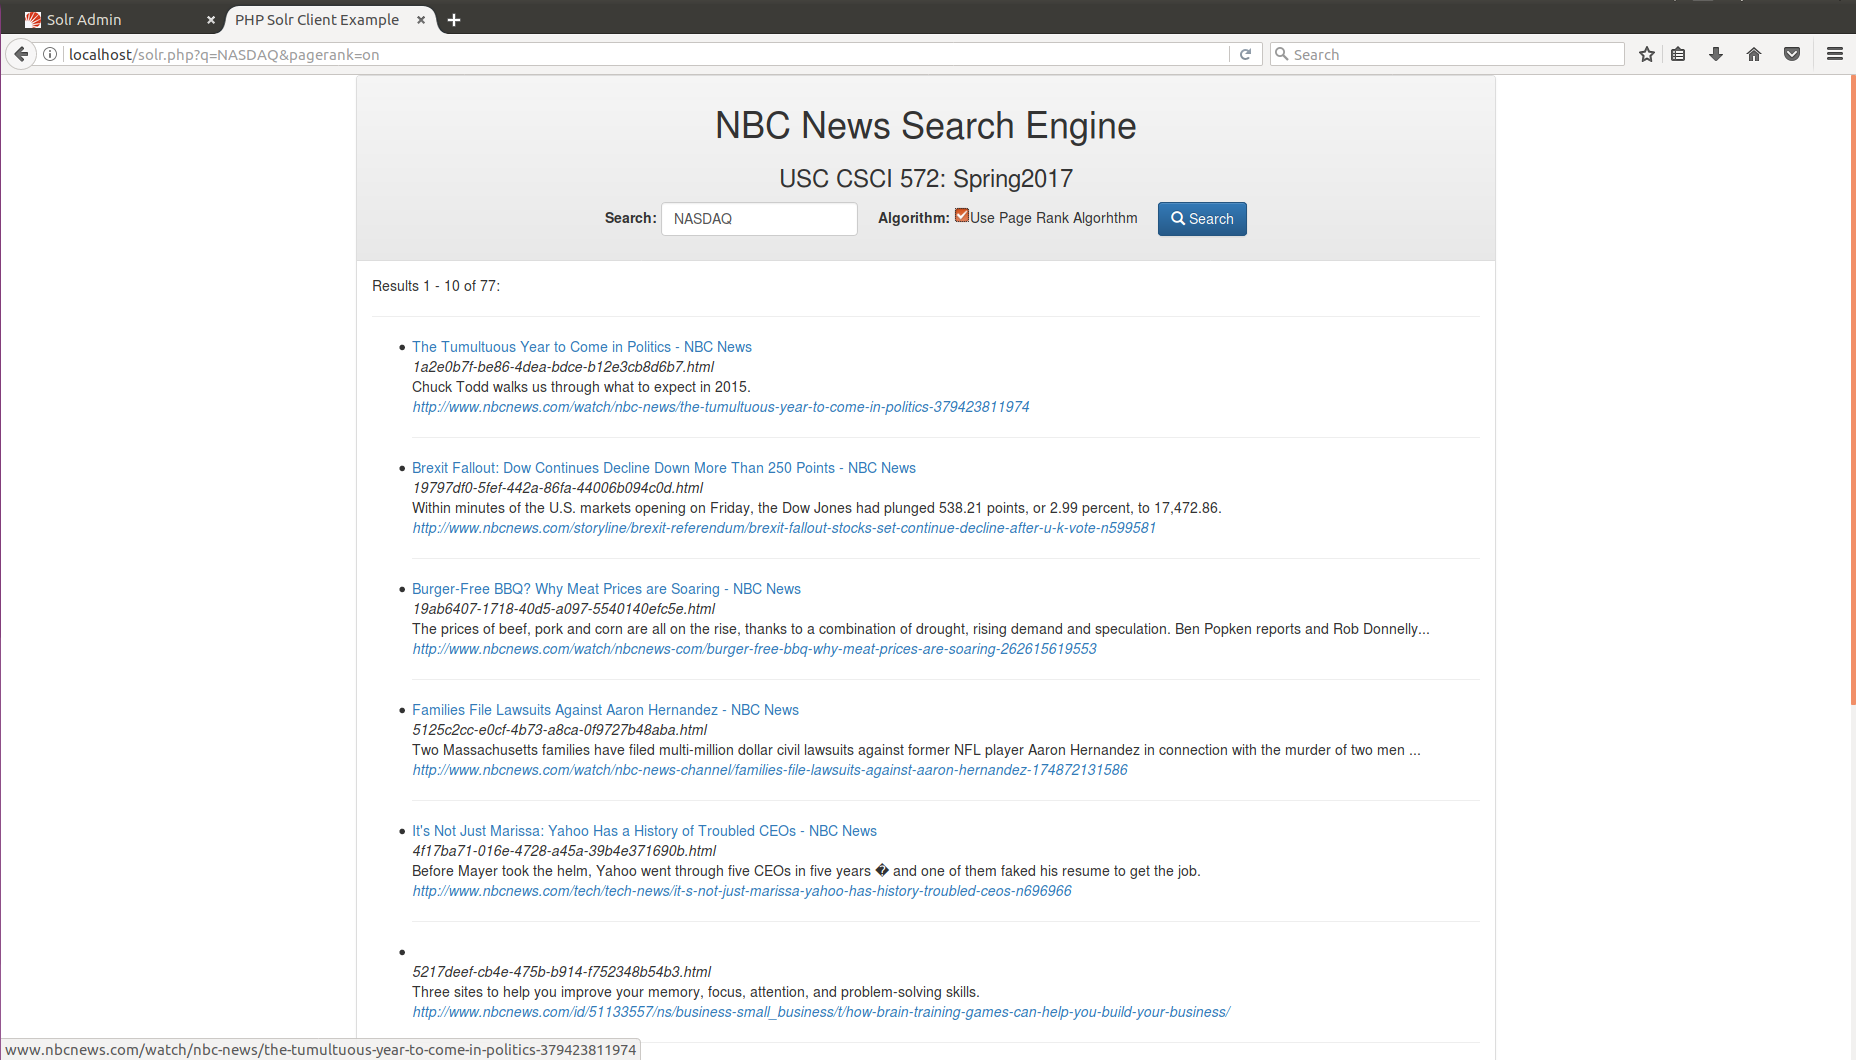 Solr Admin
PHP Solr Client Example
localhost/solr.php?q=NASDAQ&pagerank=on
Search
NBC News Search Engine
USC CSCI 572: Spring2017
Search: NASDAQ Algorithm: Use Page Rank Algorhthm Search
Results 1 - 10 of 77:
The Tumultuous Year to Come in Politics - NBC News
1a2e0b7f-be86-4dea-bdce-b12e3cb8d6b7.html
Chuck Todd walks us through what to expect in 2015.
http://www.nbcnews.com/watch/nbc-news/the-tumultuous-year-to-come-in-politics-379423811974
Brexit Fallout: Dow Continues Decline Down More Than 250 Points - NBC News
19797df0-5fef-442a-86fa-44006b094c0d.html
Within minutes of the U.S. markets opening on Friday, the Dow Jones had plunged 538.21 points, or 2.99 percent, to 17,472.86.
http://www.nbcnews.com/storyline/brexit-referendum/brexit-fallout-stocks-set-continue-decline-after-u-k-vote-n599581
Burger-Free BBQ? Why Meat Prices are Soaring - NBC News
19ab6407-1718-40d5-a097-5540140efc5e.html
The prices of beef, pork and corn are all on the rise, thanks to a combination of drought, rising demand and speculation. Ben Popken reports and Rob Donnelly...
http://www.nbcnews.com/watch/nbcnews-com/burger-free-bbq-why-meat-prices-are-soaring-262615619553
Families File Lawsuits Against Aaron Hernandez - NBC News
5125c2cc-e0cf-4b73-a8ca-0f9727b48aba.html
Two Massachusetts families have filed multi-million dollar civil lawsuits against former NFL player Aaron Hernandez in connection with the murder of two men ...
http://www.nbcnews.com/watch/nbc-news-channel/families-file-lawsuits-against-aaron-hernandez-174872131586
It's Not Just Marissa: Yahoo Has a History of Troubled CEOs - NBC News
4f17ba71-016e-4728-a45a-39b4e371690b.html
Before Mayer took the helm, Yahoo went through five CEOs in five years � and one of them faked his resume to get the job.
http://www.nbcnews.com/tech/tech-news/it-s-not-just-marissa-yahoo-has-history-troubled-ceos-n696966
5217deef-cb4e-475b-b914-f752348b54b3.html
Three sites to help you improve your memory, focus, attention, and problem-solving skills.
http://www.nbcnews.com/id/51133557/ns/business-small_business/t/how-brain-training-games-can-help-you-build-your-business/
www.nbcnews.com/watch/nbc-news/the-tumultuous-year-to-come-in-politics-379423811974